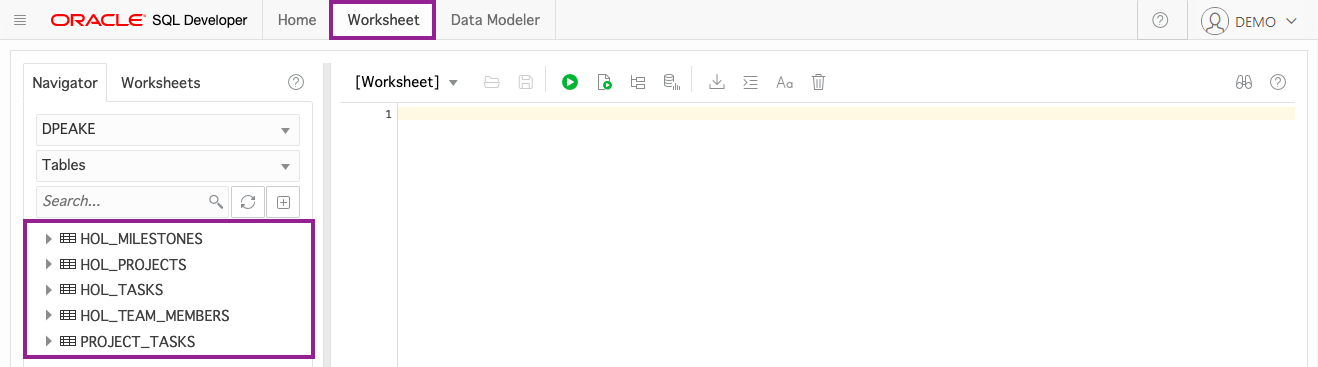 ORACLE® SQL Developer Home Worksheet Data Modeler DEMO
Navigator Worksheets
[Worksheet]
Aa
1
DPEAKE
Tables
Search...
HOL_MILESTONES
HOL_PROJECTS
HOL_TASKS
HOL_TEAM_MEMBERS
PROJECT_TASKS